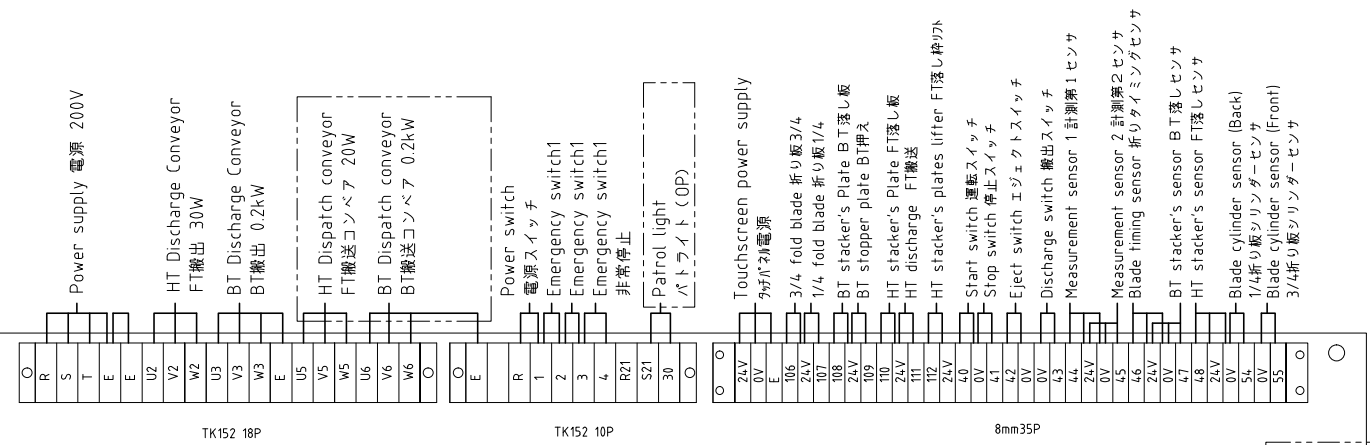 Power supply 電源 200V
HT Discharge Conveyor
FT搬出 30W
BT Discharge Conveyor
BT搬出 0.2kW
HT Dispatch conveyor
FT搬送コンベア 20W
BT Dispatch conveyor
BT搬送コンベア 0.2kW
Power switch
電源スイッチ
Emergency switch1
Emergency switch1
Emergency switch1
非常停止
Patrol light
パトライト(OP)
Touchscreen power supply
タッチパネル電源
3/4 fold blade 折り板3/4
1/4 fold blade 折り板1/4
BT stacker's Plate BT落し板
BT stopper plate BT押え
HT stacker's Plate FT落し板
HT discharge FT搬送
HT stacker's plates liffter FT落し枠リフト
Start switch 運転スイッチ
Stop switch 停止スイッチ
Eject switch エジェクトスイッチ
Discharge switch 搬出スイッチ
Measurement sensor 1 計測第1センサ
Measurement sensor 2 計測第2センサ
Blade timing sensor 折りタイミングセンサ
BT stacker's sensor BT落しセンサ
HT stacker's sensor FT落しセンサ
Blade cylinder sensor (Back)
1/4折り板シリンダーセンサ
Blade cylinder sensor (Front)
3/4折り板シリンダーセンサ
R
S
T
E
E
U2
V2
W2
U3
V3
W3
E
U5
V5
W5
U6
V6
W6
E
R
1
2
3
4
R21
S21
30
24V
0V
E
106
24V
107
108
24V
109
110
24V
111
112
24V
40
0V
41
42
0V
0V
43
44
24V
0V
45
46
24V
0V
47
48
24V
0V
54
0V
55
TK152 18P
TK152 10P
8mm35P